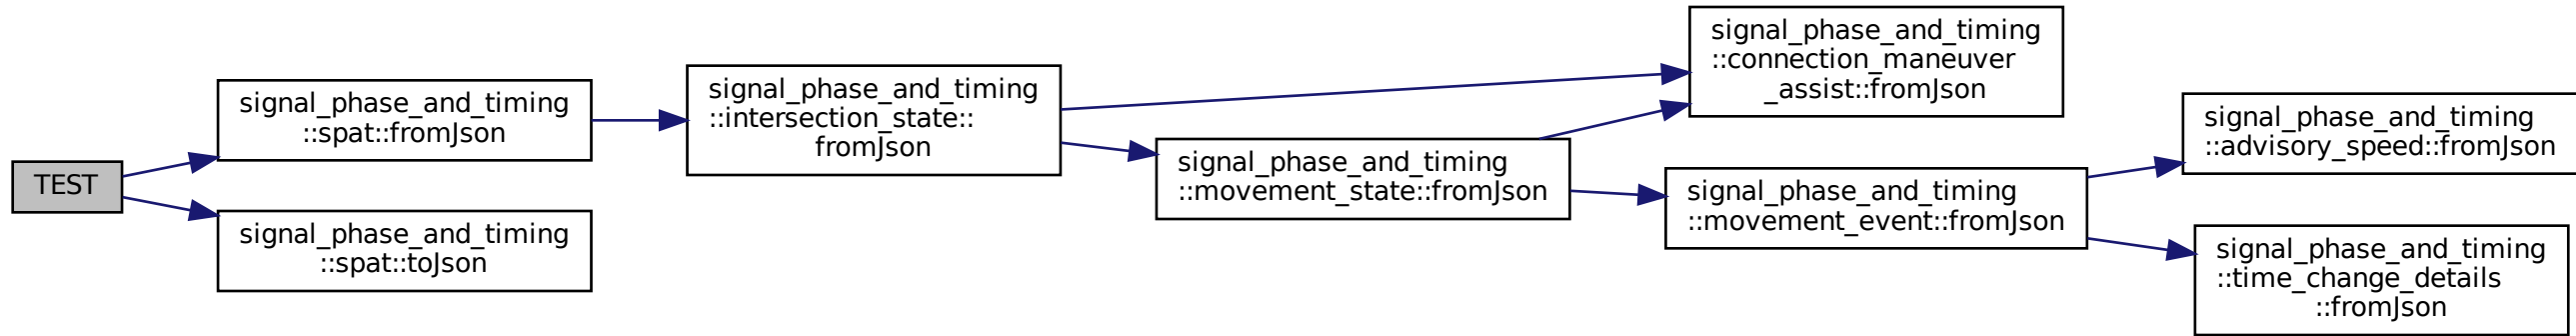 TEST
signal_phase_and_timing
::spat::fromJson
signal_phase_and_timing
::spat::toJson
signal_phase_and_timing
::intersection_state::
fromJson
signal_phase_and_timing
::connection_maneuver
_assist::fromJson
signal_phase_and_timing
::movement_state::fromJson
signal_phase_and_timing
::movement_event::fromJson
signal_phase_and_timing
::advisory_speed::fromJson
signal_phase_and_timing
::time_change_details
::fromJson